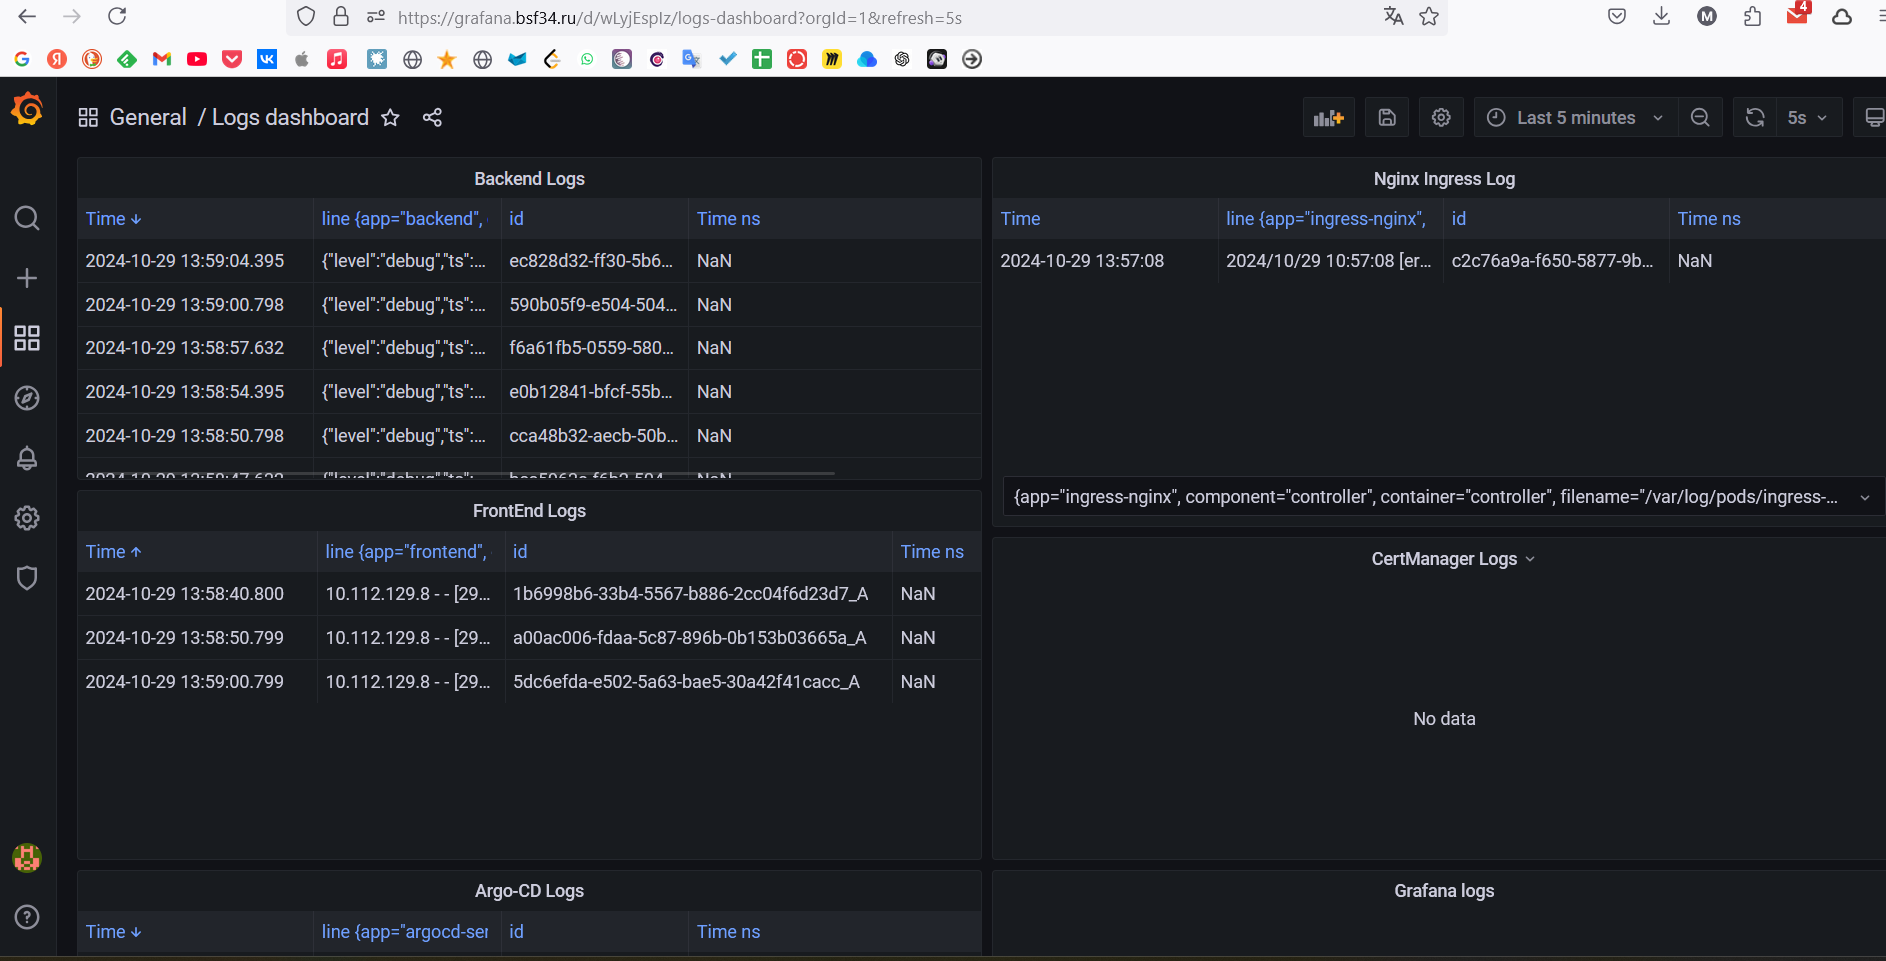 https://grafana.bsf34.ru/d/wLyjEspIz/logs-dashboard?orgId=1&refresh=5s
M
4
General / Logs dashboard
Last 5 minutes
5s
Backend Logs
Time line {app="backend", id Time ns
2024-10-29 13:59:04.395 {"level":"debug","ts":... ec828d32-ff30-5b6... NaN
2024-10-29 13:59:00.798 {"level":"debug","ts":... 590b05f9-e504-504... NaN
2024-10-29 13:58:57.632 {"level":"debug","ts":... f6a61fb5-0559-580... NaN
2024-10-29 13:58:54.395 {"level":"debug","ts":... e0b12841-bfcf-55b... NaN
2024-10-29 13:58:50.798 {"level":"debug","ts":... cca48b32-aecb-50b... NaN
Nginx Ingress Log
Time line {app="ingress-nginx", id Time ns
2024-10-29 13:57:08 2024/10/29 10:57:08 [er... c2c76a9a-f650-5877-9b... NaN
{app="ingress-nginx", component="controller", container="controller", filename="/var/log/pods/ingress-...
FrontEnd Logs
Time line {app="frontend", id Time ns
2024-10-29 13:58:40.800 10.112.129.8 - - [29... 1b6998b6-33b4-5567-b886-2cc04f6d23d7_A NaN
2024-10-29 13:58:50.799 10.112.129.8 - - [29... a00ac006-fdaa-5c87-896b-0b153b03665a_A NaN
2024-10-29 13:59:00.799 10.112.129.8 - - [29... 5dc6efda-e502-5a63-bae5-30a42f41cacc_A NaN
CertManager Logs
No data
Argo-CD Logs
Time line {app="argocd-ser id Time ns
Grafana logs